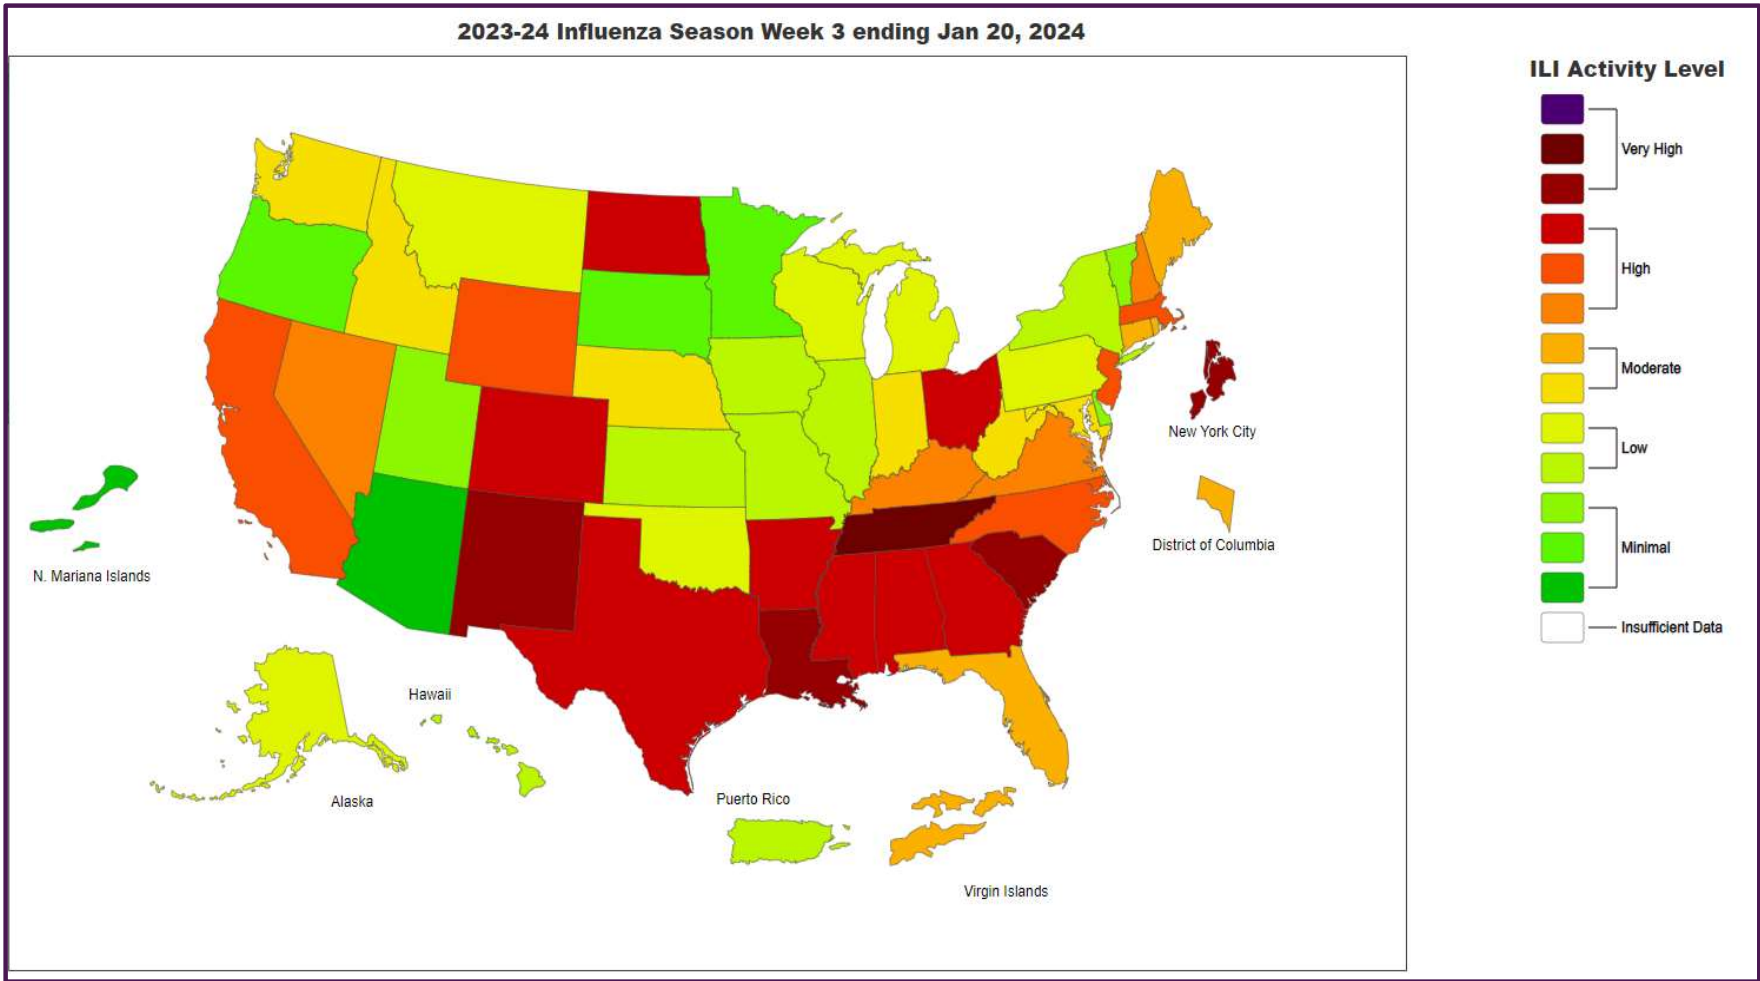 2023-24 Influenza Season Week 3 ending Jan 20, 2024
ILI Activity Level
Very High
High
Moderate
Low
Minimal
Insufficient Data
New York City
District of Columbia
N. Mariana Islands
Hawaii
Alaska
Puerto Rico
Virgin Islands